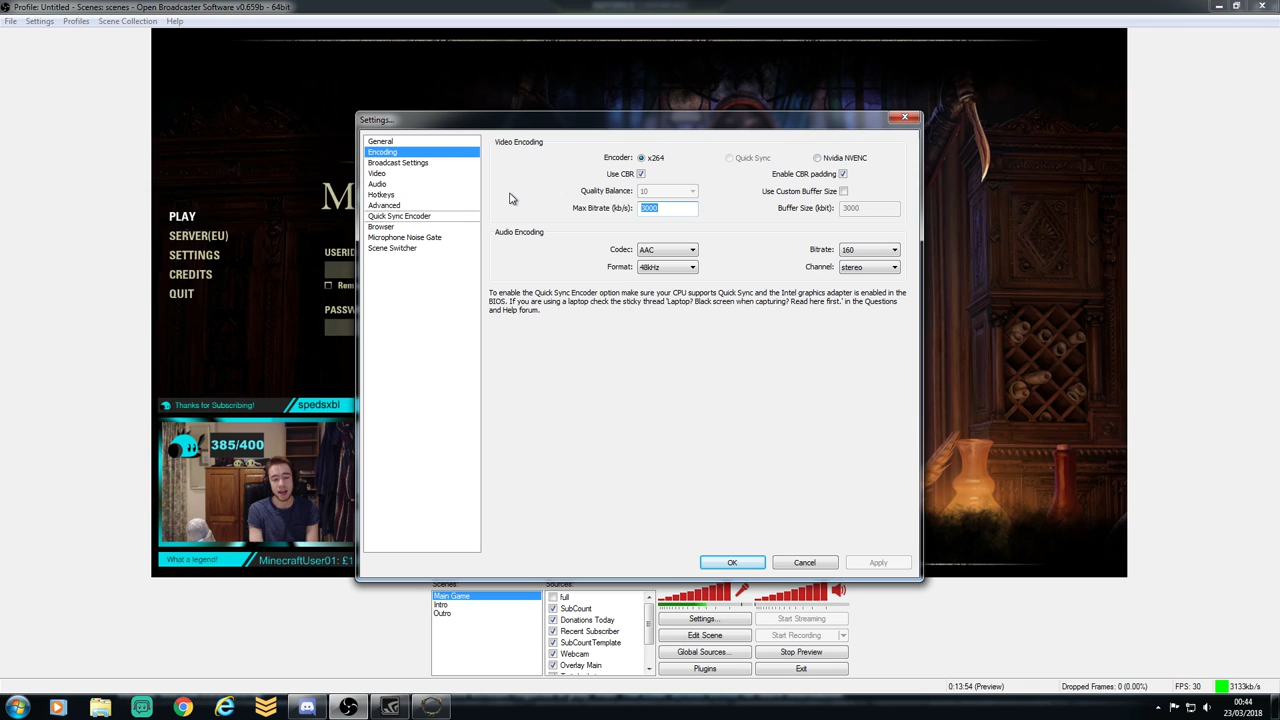 Profile: Untitled - Scenes: scenes - Open Broadcaster Software v0.659b - 64bit
File Settings Profiles Scene Collection Help
Settings...
General
Encoding
Broadcast Settings
Video
Audio
Hotkeys
Advanced
Quick Sync Encoder
Browser
Microphone Noise Gate
Scene Switcher
Video Encoding
Encoder: x264 Quick Sync Nvidia NVENC
Use CBR Enable CBR padding
Quality Balance: 10 Use Custom Buffer Size
Max Bitrate (kb/s): 3000 Buffer Size (kbit): 3000
Audio Encoding
Codec: AAC Bitrate: 160
Format: 48kHz Channel: stereo
To enable the Quick Sync Encoder option make sure your CPU supports Quick Sync and the Intel graphics adapter is enabled in the
BIOS. If you are using a laptop check the sticky thread 'Laptop? Black screen when capturing? Read here first.' in the Questions
and Help forum.
OK Cancel Apply
M
PLAY
SERVER(EU)
SETTINGS
CREDITS
QUIT
USERID
Rem
PASSW
Thanks for Subscribing! spedsxbl
385/400
What a legend! MinecraftUser01: £1
Scenes:
Main Game
Intro
Outro
Sources:
full
SubCount
Donations Today
Recent Subscriber
SubCountTemplate
Webcam
Overlay Main
Settings... Start Streaming
Edit Scene Start Recording
Global Sources... Stop Preview
Plugins Exit
0:13:54 (Preview) Dropped Frames: 0 (0.00%) FPS: 30 3133kb/s
00:44
23/03/2018